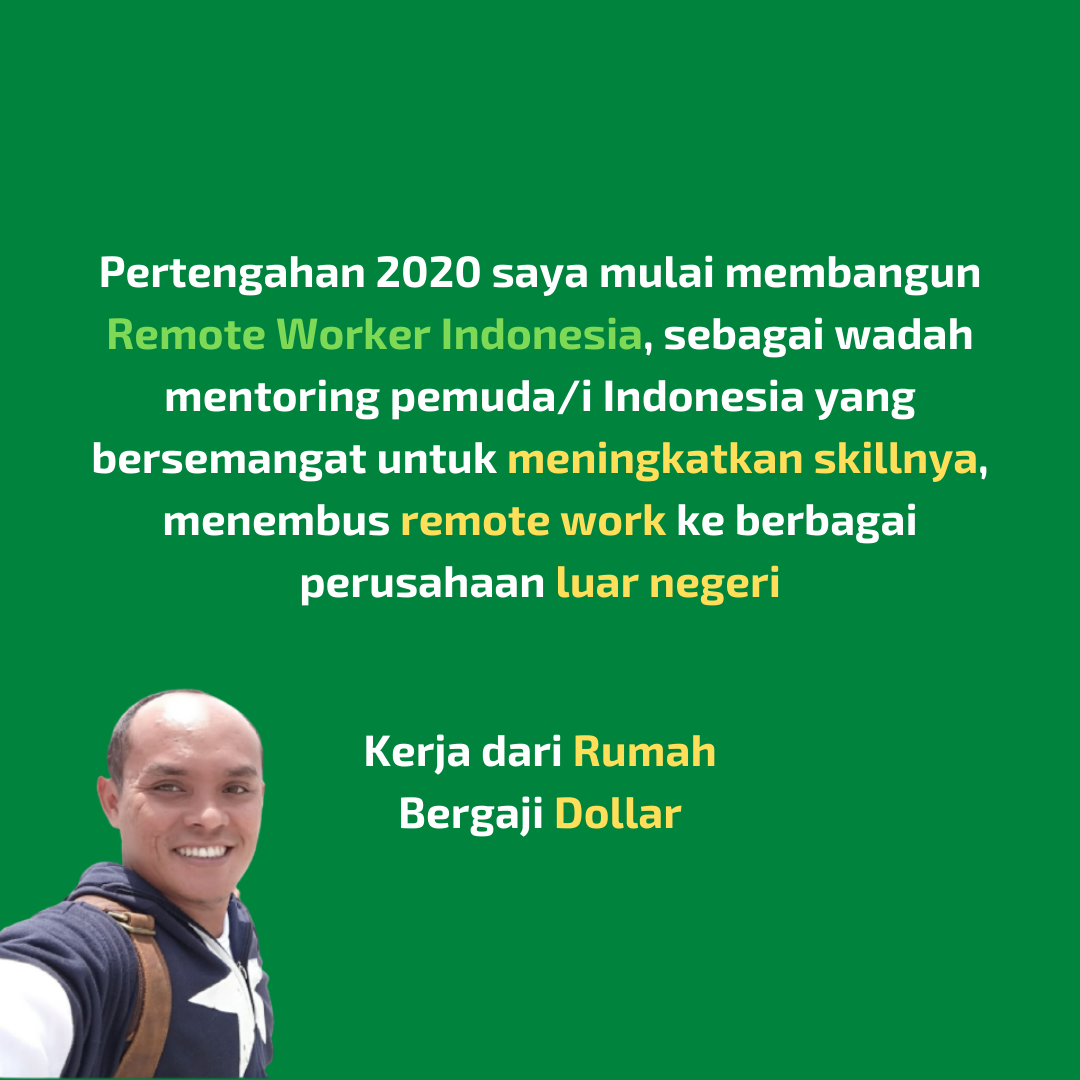 Pertengahan 2020 saya mulai membangun
Remote Worker Indonesia, sebagai wadah
mentoring pemuda/i Indonesia yang
bersemangat untuk meningkatkan skillnya,
menembus remote work ke berbagai
perusahaan luar negeri
Kerja dari Rumah
Bergaji Dollar